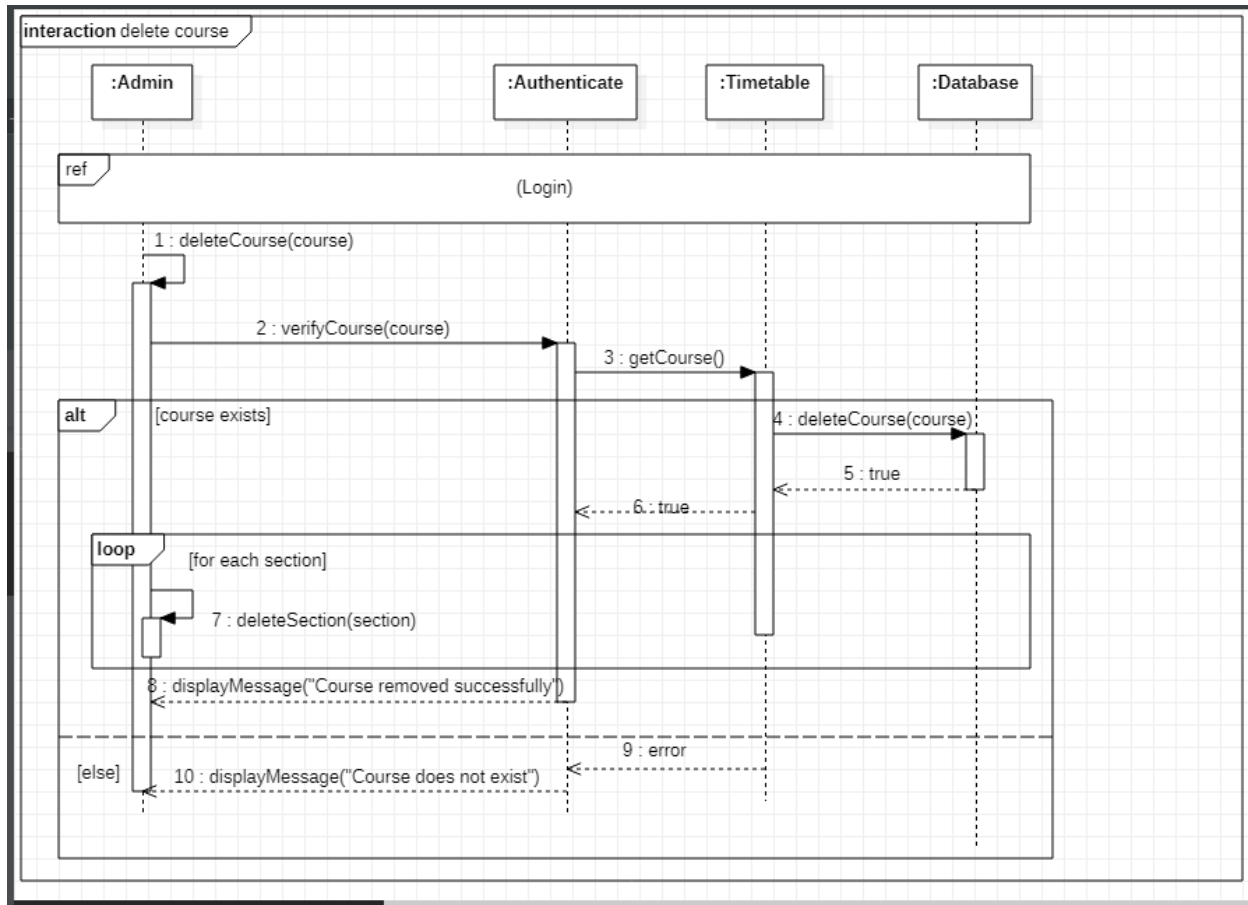 interaction delete course
:Admin
:Authenticate
:Timetable
:Database
ref
(Login)
1 : deleteCourse(course)
2 : verifyCourse(course)
3 : getCourse()
alt
[course exists]
4 : deleteCourse(course)
5 : true
6 : true
loop
[for each section]
7 : deleteSection(section)
8 : displayMessage("Course removed successfully")
9 : error
[else]
10 : displayMessage("Course does not exist")